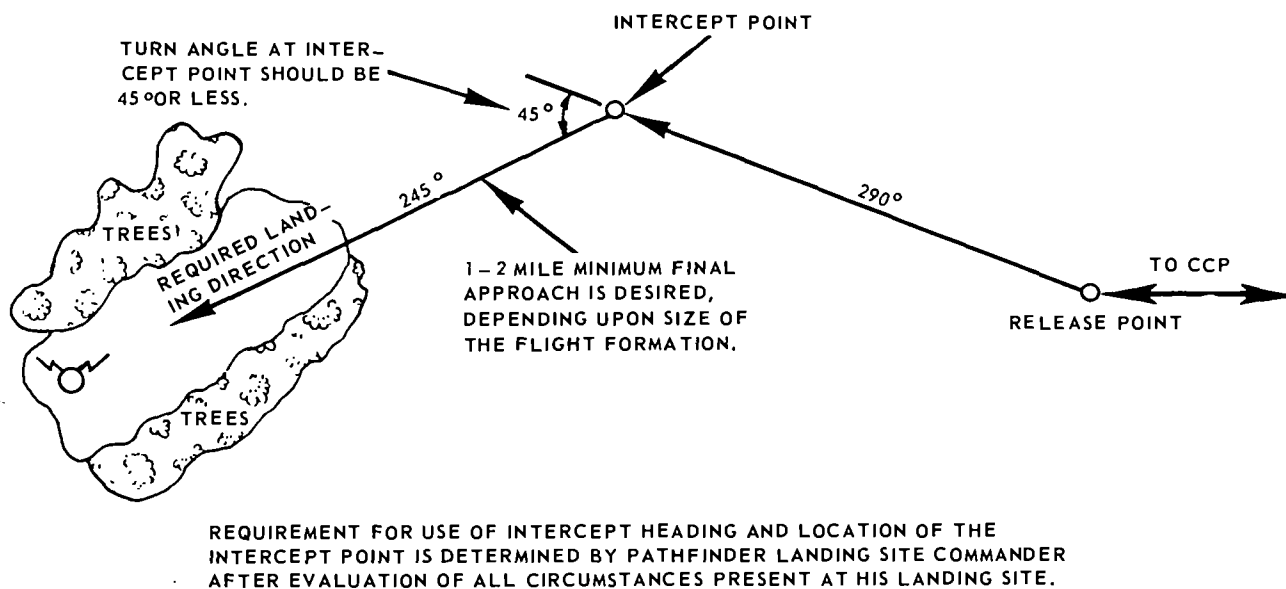 INTERCEPT POINT
TURN ANGLE AT INTER-
CEPT POINT SHOULD BE
45° OR LESS.
45°
290°
245°
TREES
REQUIRED LAND-
ING DIRECTION
1-2 MILE MINIMUM FINAL
APPROACH IS DESIRED,
DEPENDING UPON SIZE OF
THE FLIGHT FORMATION.
TO CCP
RELEASE POINT
TREES
REQUIREMENT FOR USE OF INTERCEPT HEADING AND LOCATION OF THE
INTERCEPT POINT IS DETERMINED BY PATHFINDER LANDING SITE COMMANDER
AFTER EVALUATION OF ALL CIRCUMSTANCES PRESENT AT HIS LANDING SITE.